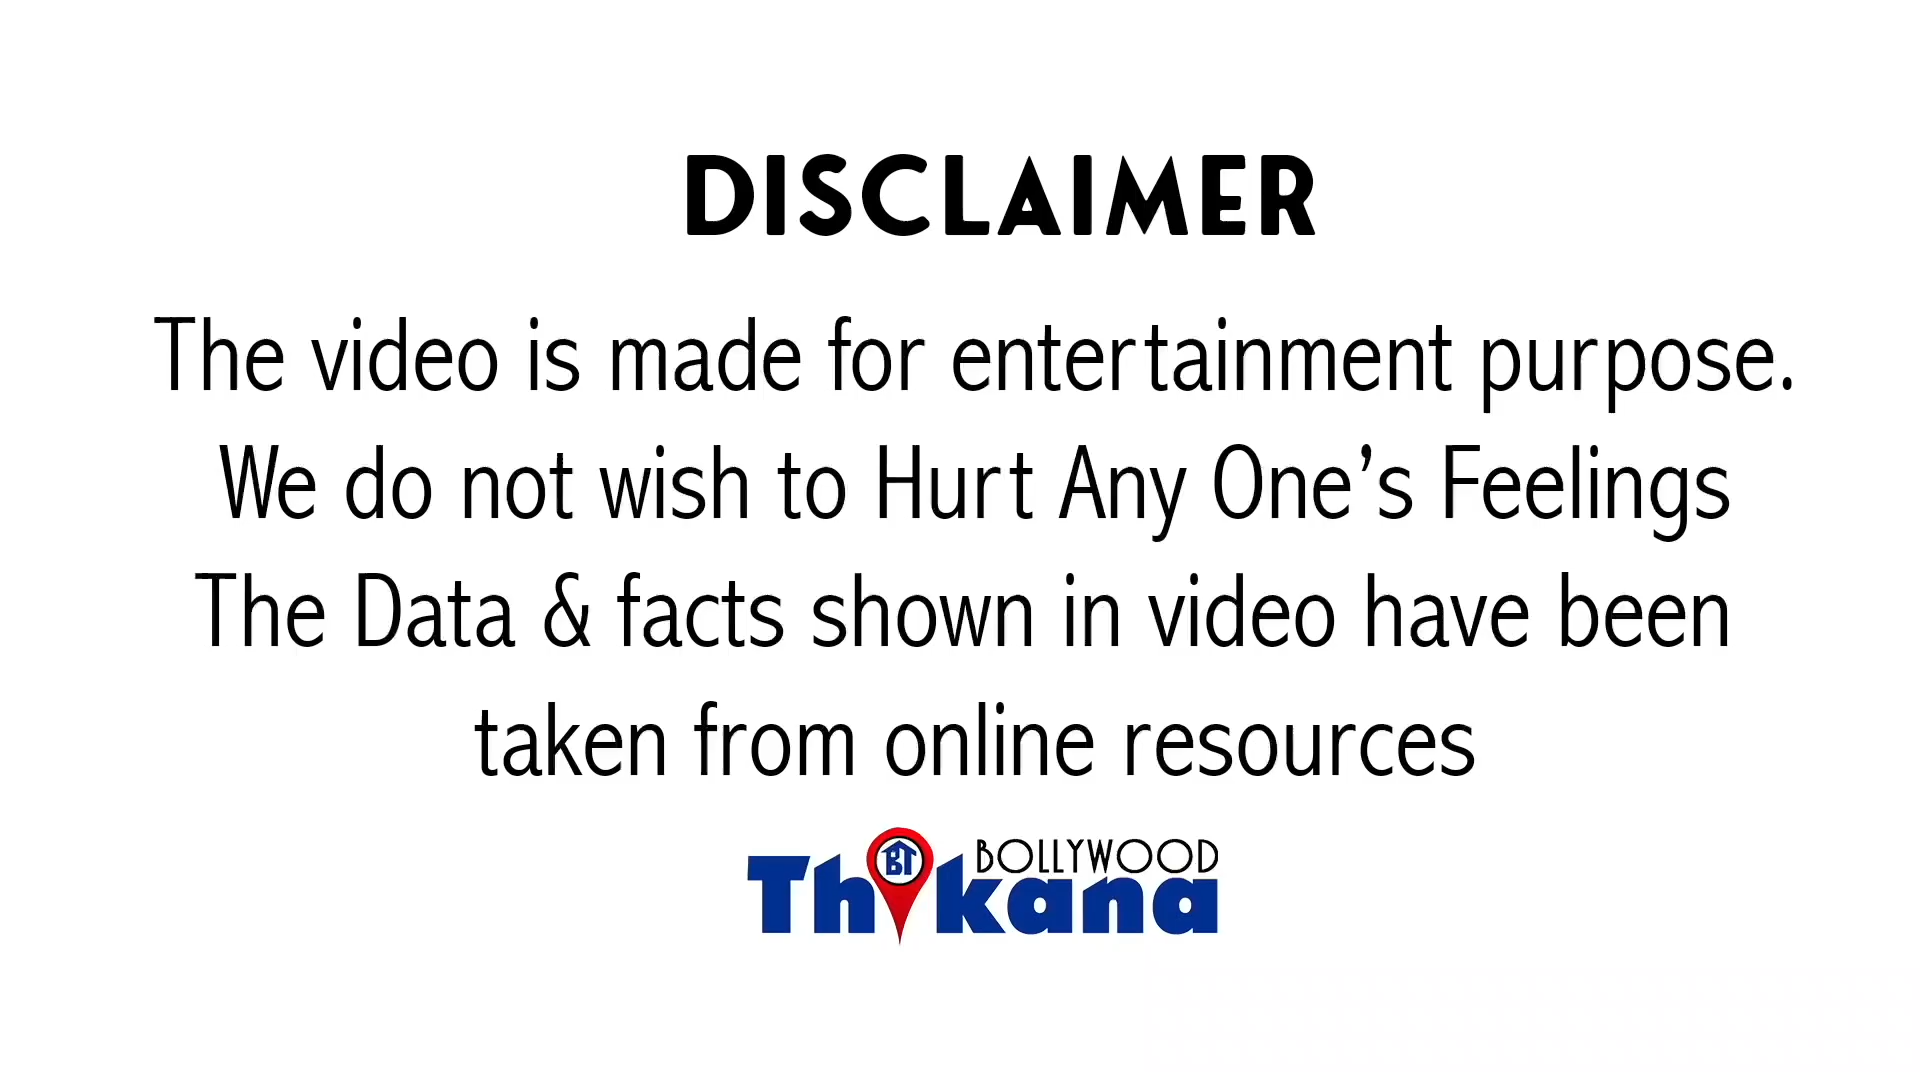 DISCLAIMER
The video is made for entertainment purpose.
We do not wish to Hurt Any One’s Feelings
The Data & facts shown in video have been
taken from online resources
BT
BOLLYWOOD
Thikana